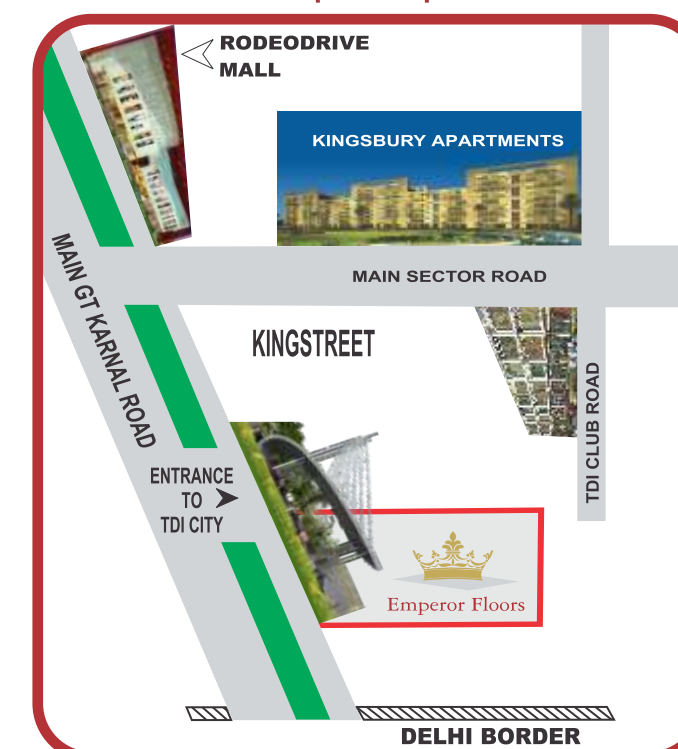 RODEODRIVE
MALL
KINGSBURY APARTMENTS
MAIN SECTOR ROAD
MAIN GT KARNAL ROAD
KINGSTREET
TDI CLUB ROAD
ENTRANCE
TO
TDI CITY
Emperor Floors
DELHI BORDER